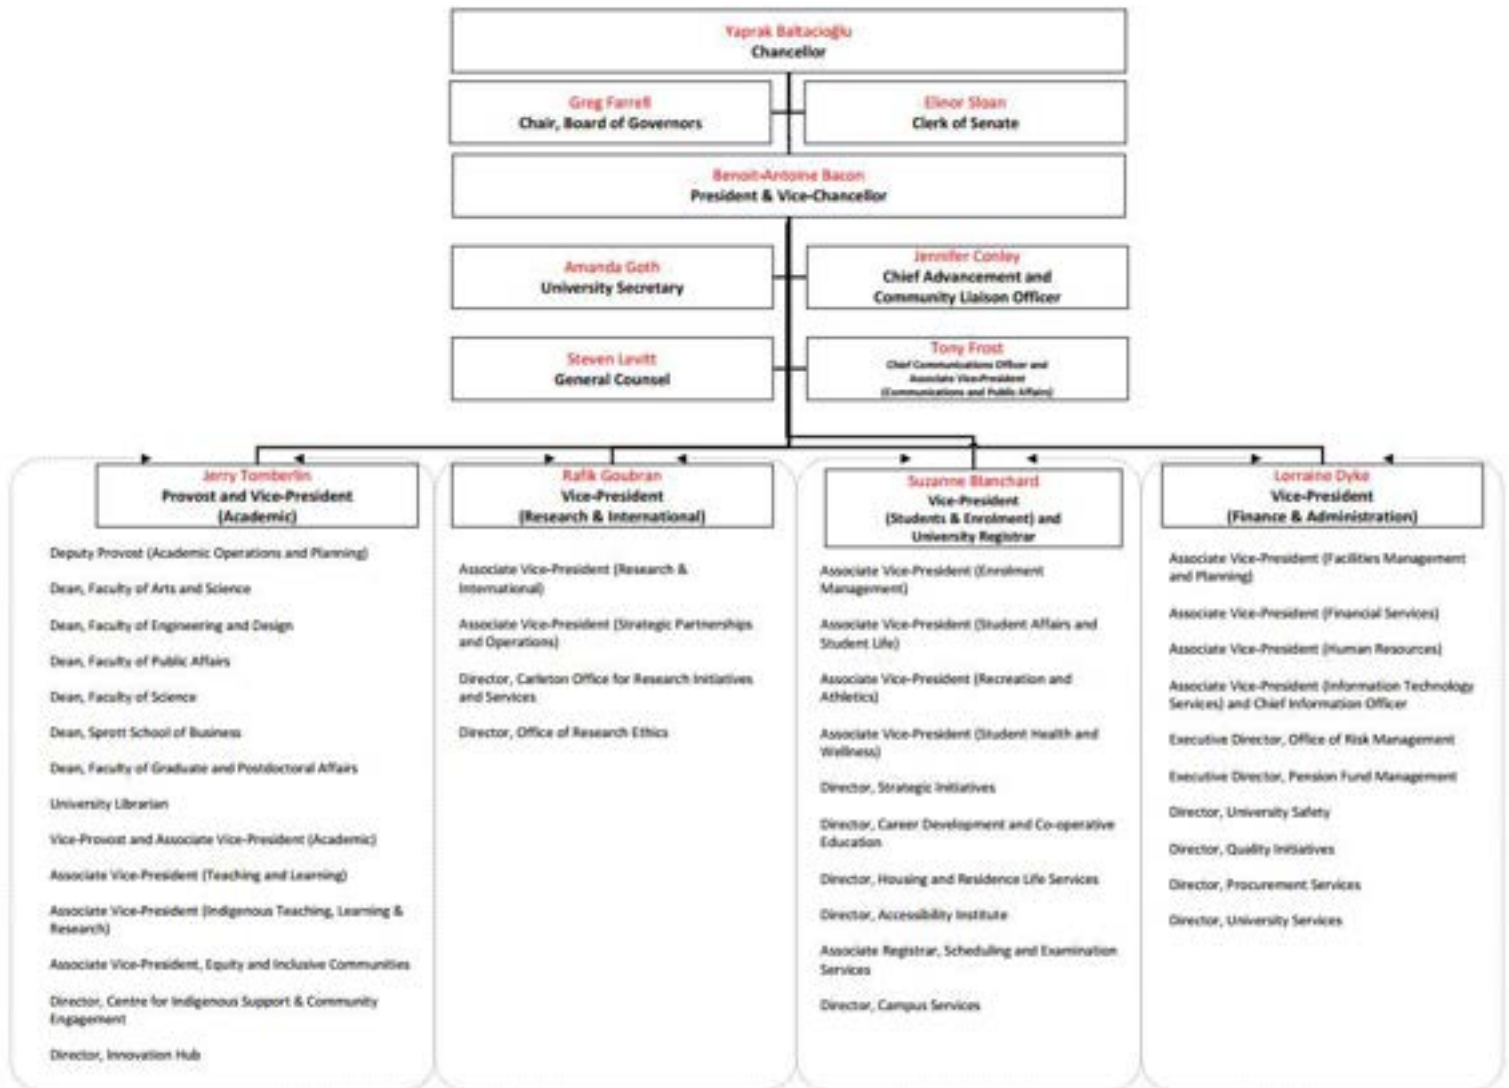 Yaprak Baltacioğlu
Chancellor
Greg Farrell
Chair, Board of Governors
Elinor Sloan
Clerk of Senate
Benoit-Antoine Bacon
President & Vice-Chancellor
Amanda Goth
University Secretary
Jennifer Conley
Chief Advancement and
Community Liaison Officer
Steven Levitt
General Counsel
Tony Frost
Chief Communications Officer and
Associate Vice-President
(Communications and Public Affairs)
Jerry Tomberlin
Provost and Vice-President
(Academic)
Deputy Provost (Academic Operations and Planning)
Dean, Faculty of Arts and Science
Dean, Faculty of Engineering and Design
Dean, Faculty of Public Affairs
Dean, Faculty of Science
Dean, Sprott School of Business
Dean, Faculty of Graduate and Postdoctoral Affairs
University Librarian
Vice-Provost and Associate Vice-President (Academic)
Associate Vice-President (Teaching and Learning)
Associate Vice-President (Indigenous Teaching, Learning &
Research)
Associate Vice-President, Equity and Inclusive Communities
Director, Centre for Indigenous Support & Community
Engagement
Director, Innovation Hub
Rafik Goubran
Vice-President
(Research & International)
Associate Vice-President (Research &
International)
Associate Vice-President (Strategic Partnerships
and Operations)
Director, Carleton Office for Research Initiatives
and Services
Director, Office of Research Ethics
Suzanne Blanchard
Vice-President
(Students & Enrolment) and
University Registrar
Associate Vice-President (Enrolment
Management)
Associate Vice-President (Student Affairs and
Student Life)
Associate Vice-President (Recreation and
Athletics)
Associate Vice-President (Student Health and
Wellness)
Director, Strategic Initiatives
Director, Career Development and Co-operative
Education
Director, Housing and Residence Life Services
Director, Accessibility Institute
Associate Registrar, Scheduling and Examination
Services
Director, Campus Services
Lorraine Dyke
Vice-President
(Finance & Administration)
Associate Vice-President (Facilities Management
and Planning)
Associate Vice-President (Financial Services)
Associate Vice-President (Human Resources)
Associate Vice-President (Information Technology
Services) and Chief Information Officer
Executive Director, Office of Risk Management
Executive Director, Pension Fund Management
Director, University Safety
Director, Quality Initiatives
Director, Procurement Services
Director, University Services